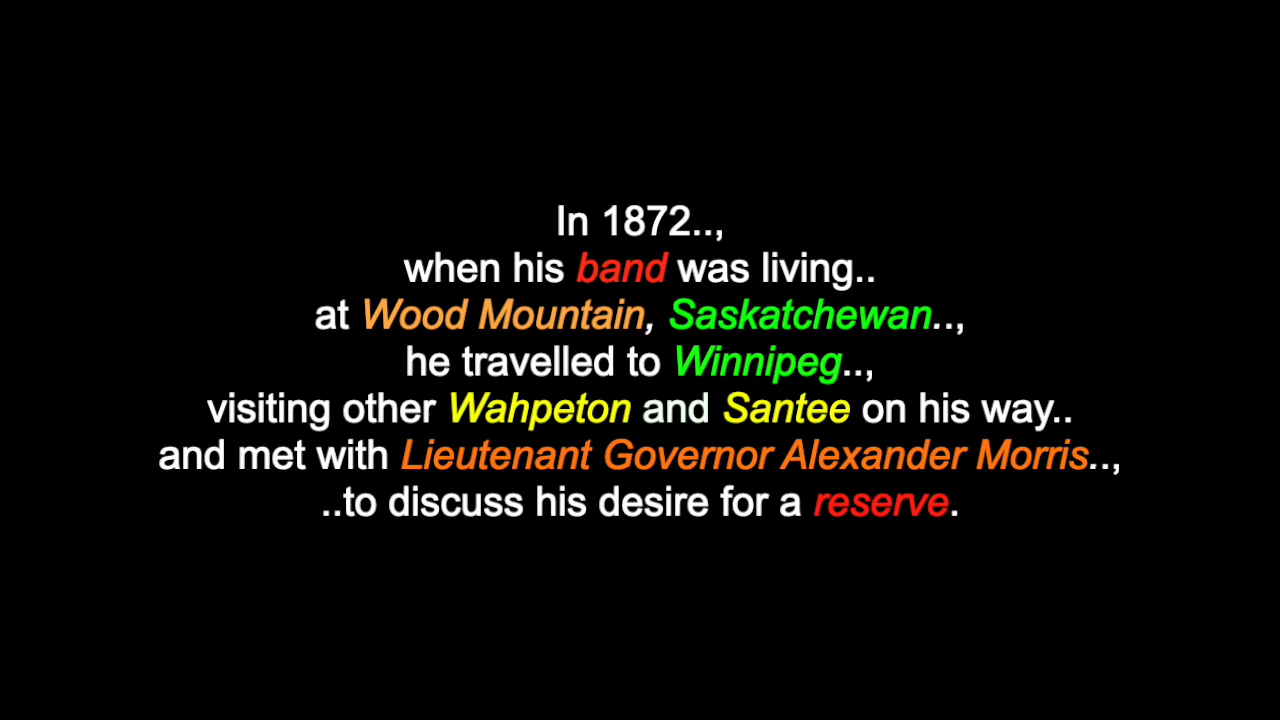 In 1872..,
when his band was living..
at Wood Mountain, Saskatchewan..,
he travelled to Winnipeg..,
visiting other Wahpeton and Santee on his way..
and met with Lieutenant Governor Alexander Morris..,
..to discuss his desire for a reserve.